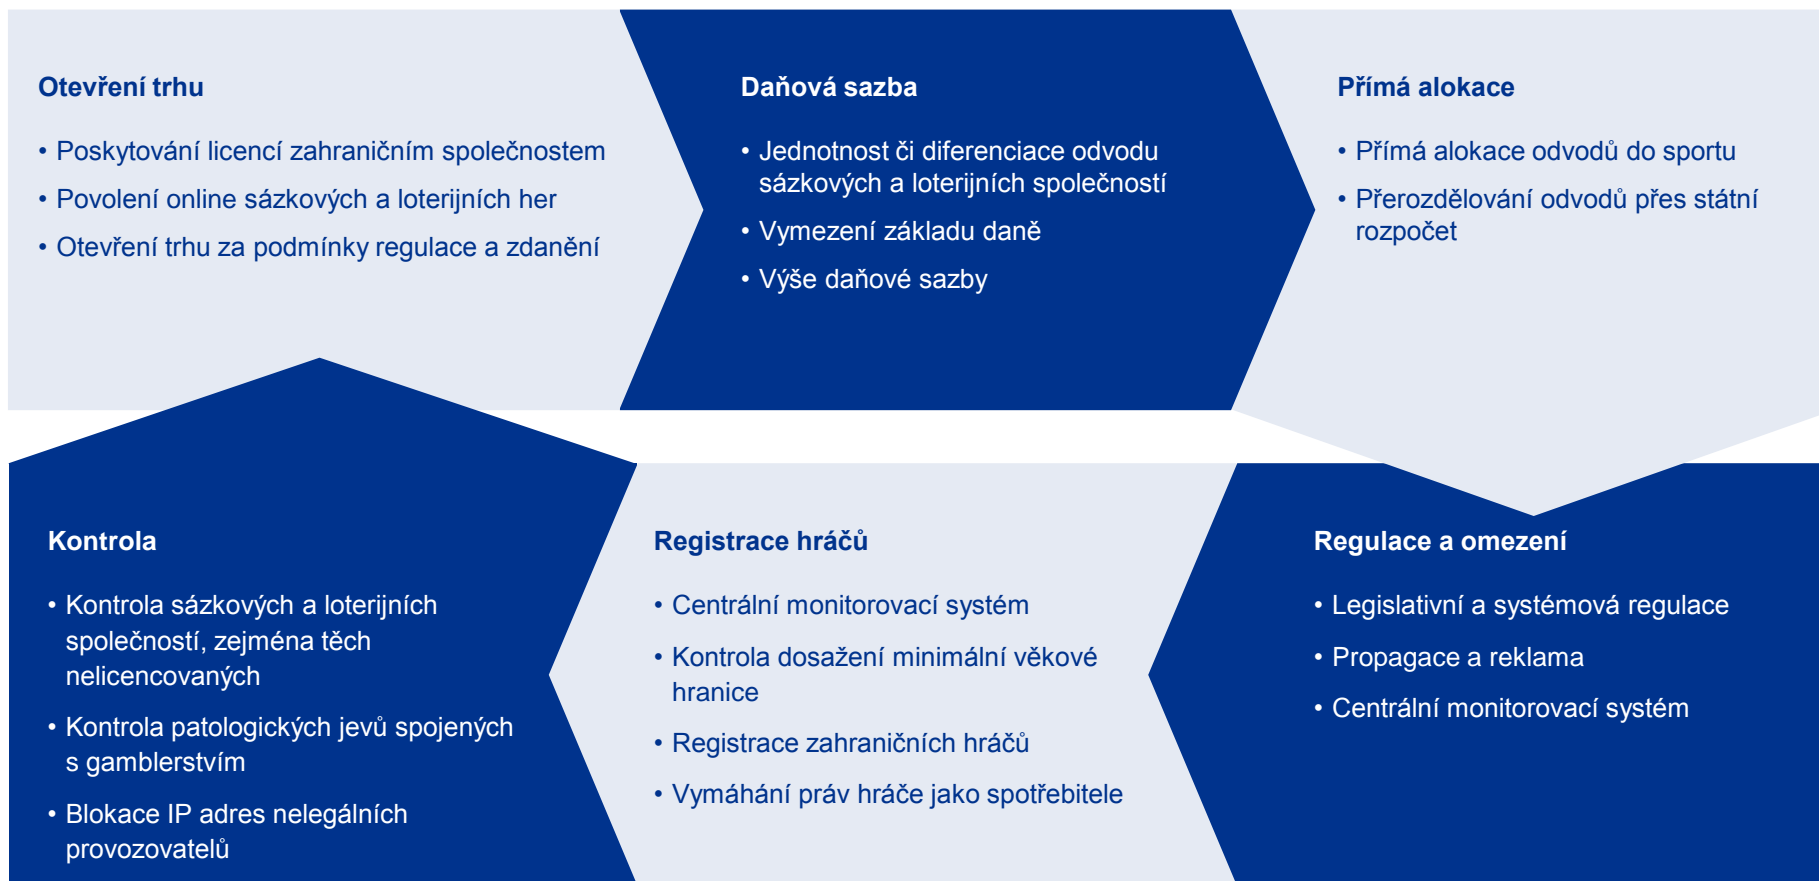 Otevření trhu
• Poskytování licencí zahraničním společnostem
• Povolení online sázkových a loterijních her
• Otevření trhu za podmínky regulace a zdanění
Daňová sazba
• Jednotnost či diferenciace odvodu
sázkových a loterijních společností
• Vymezení základu daně
• Výše daňové sazby
Přímá alokace
• Přímá alokace odvodů do sportu
• Přerozdělování odvodů přes státní
rozpočet
Kontrola
• Kontrola sázkových a loterijních
společností, zejména těch
nelicencovaných
• Kontrola patologických jevů spojených
s gamblerstvím
• Blokace IP adres nelegálních
provozovatelů
Registrace hráčů
• Centrální monitorovací systém
• Kontrola dosažení minimální věkové
hranice
• Registrace zahraničních hráčů
• Vymáhání práv hráče jako spotřebitele
Regulace a omezení
• Legislativní a systémová regulace
• Propagace a reklama
• Centrální monitorovací systém